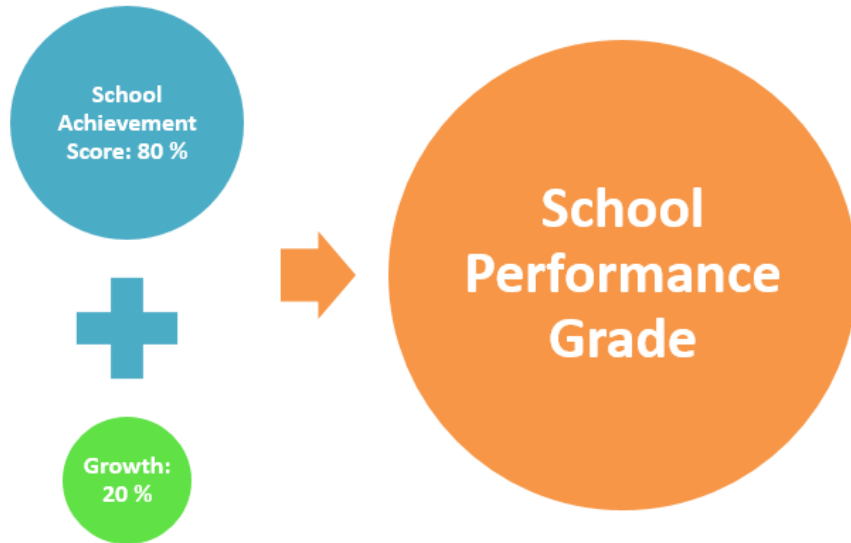 School
Achievement
Score: 80 %
Growth:
20 %
School
Performance
Grade